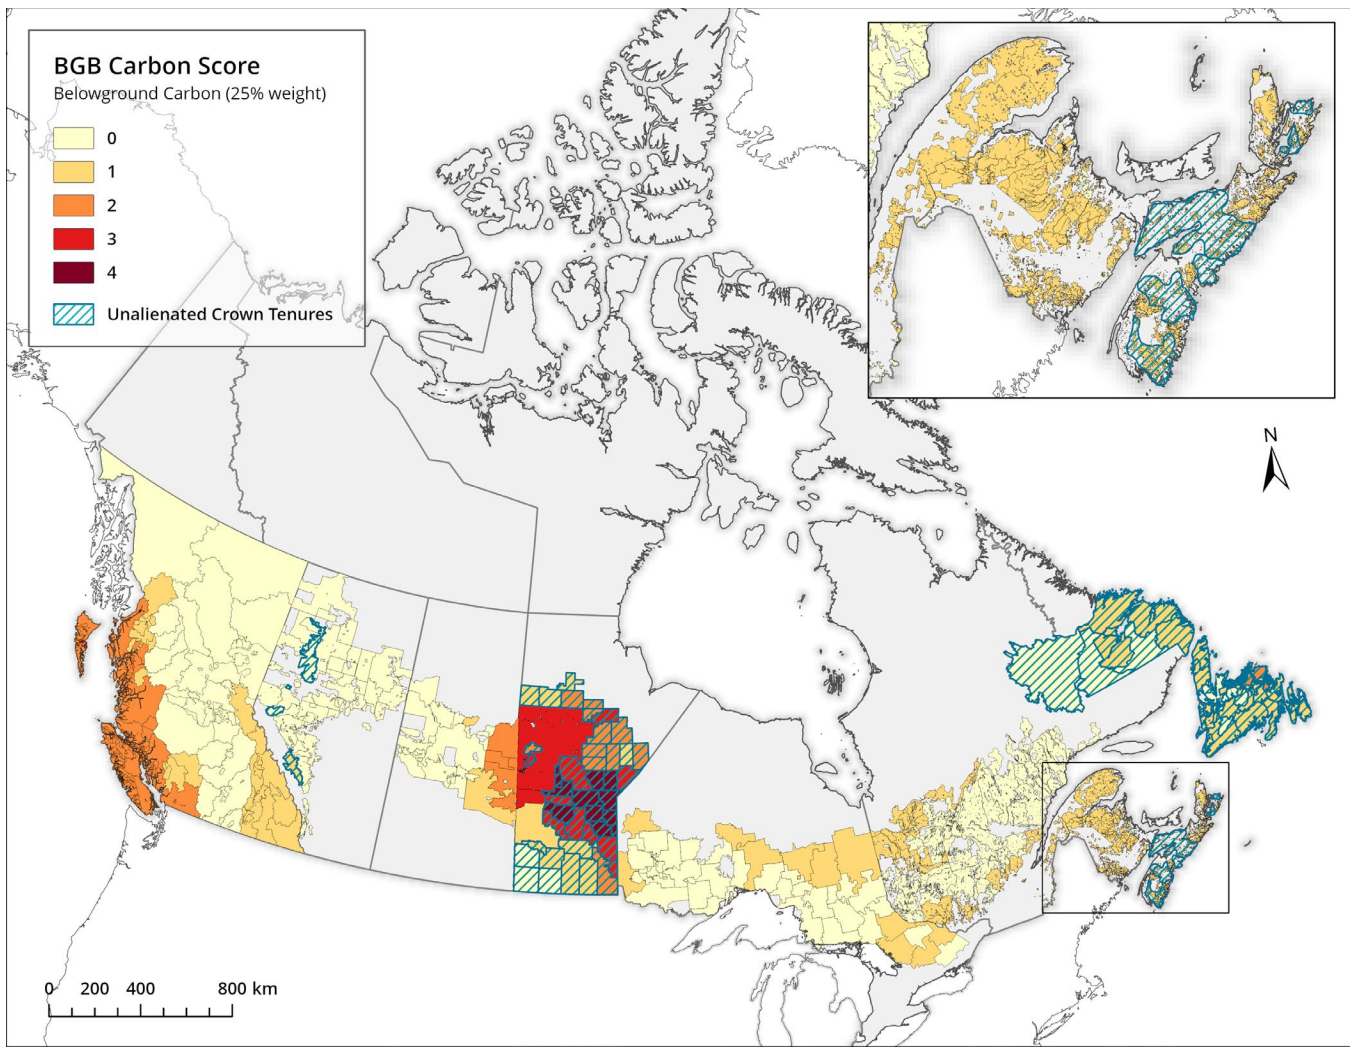 BGB Carbon Score
Belowground Carbon (25% weight)
0
1
2
3
4
Unalienated Crown Tenures
N
0 200 400 800 km